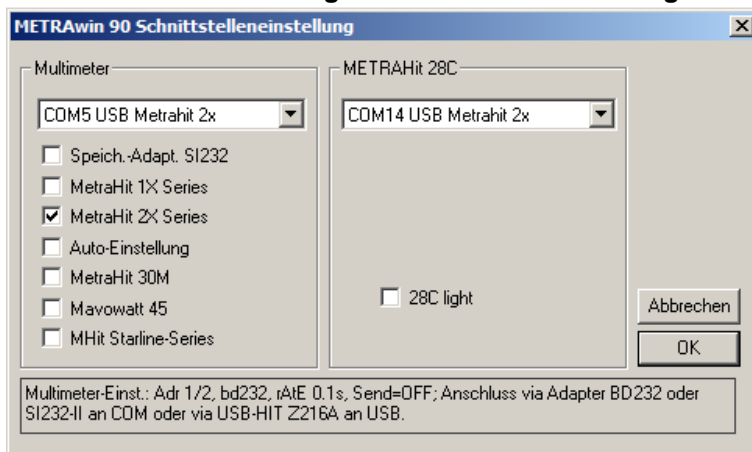 METRAwin 90 Schnittstelleneinstellung
Multimeter
COM5 USB Metrahit 2x
Speich.-Adapt. SI232
MetraHit 1X Series
MetraHit 2X Series
Auto-Einstellung
MetraHit 30M
Mavowatt 45
MHit Starline-Series
METRAHit 28C
COM14 USB Metrahit 2x
28C light
Abbrechen
OK
Multimeter-Einst.: Adr 1/2, bd232, rAtE 0.1s, Send=OFF; Anschluss via Adapter BD232 oder
SI232-II an COM oder via USB-HIT Z216A an USB.